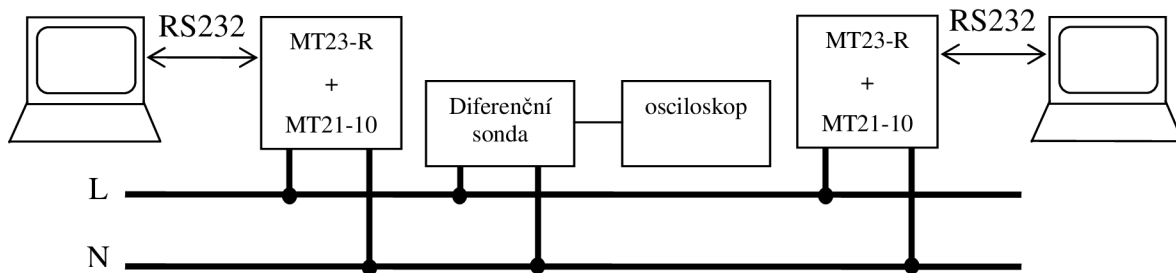 RS232
MT23-R
+
MT21-10
Diferenční
sonda
osciloskop
MT23-R
+
MT21-10
RS232
L
N